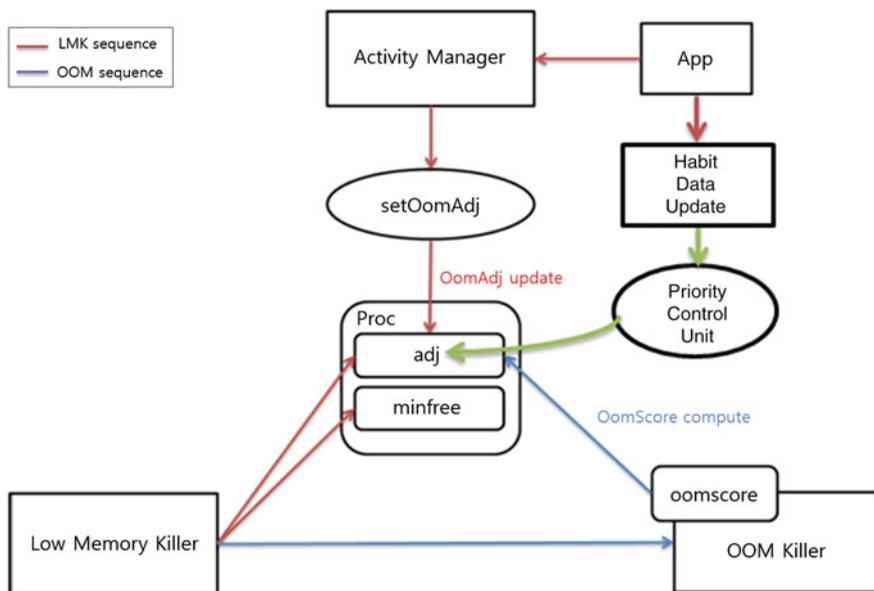 LMK sequence
OOM sequence
Activity Manager
App
Habit
Data
Update
setOomAdj
OomAdj update
Priority
Control
Unit
Proc
adj
minfree
OomScore compute
oomscore
Low Memory Killer
OOM Killer